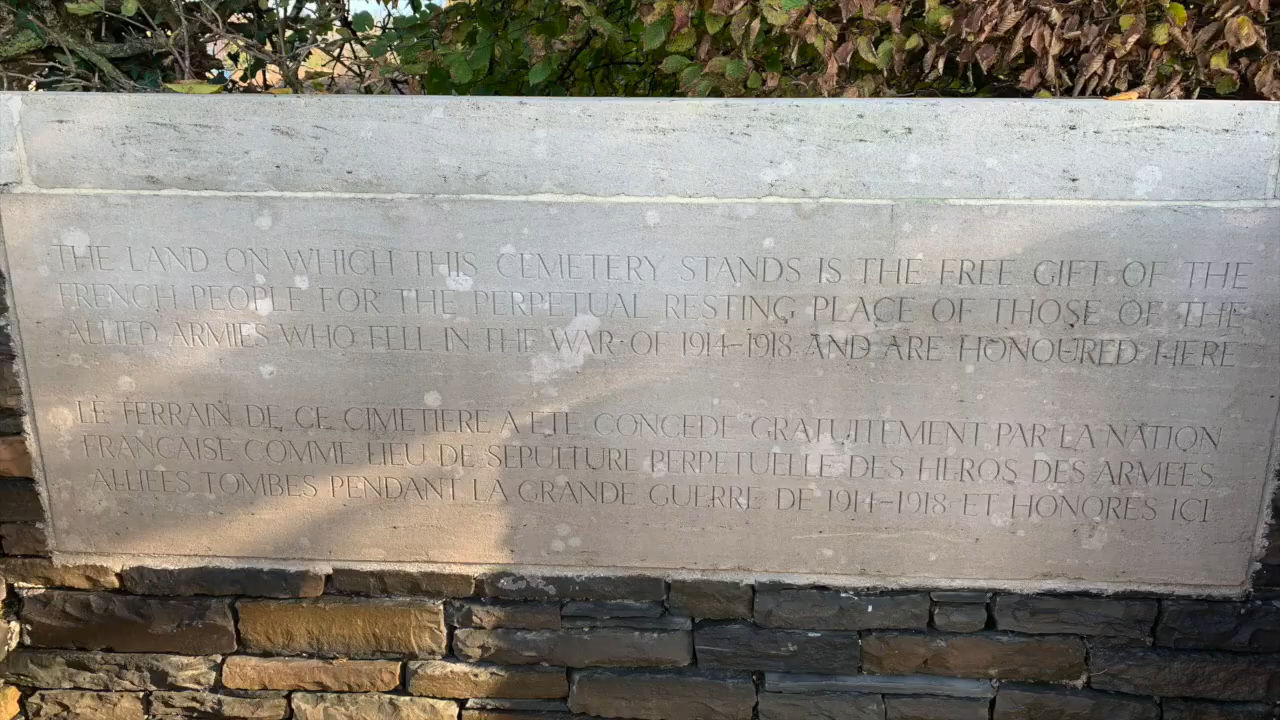 THE LAND ON WHICH THIS CEMETERY STANDS IS THE FREE GIFT OF THE
FRENCH PEOPLE FOR THE PERPETUAL RESTING PLACE OF THOSE OF THE
ALLIED ARMIES WHO FELL IN THE WAR OF 1914-1918 AND ARE HONOURED HERE
LE TERRAIN DE CE CIMETIERE A ETE CONCEDE GRATUITEMENT PAR LA NATION
FRANCAISE COMME LIEU DE SEPULTURE PERPETUELLE DES HEROS DES ARMEES
ALLIEES TOMBES PENDANT LA GRANDE GUERRE DE 1914-1918 ET HONORES ICI